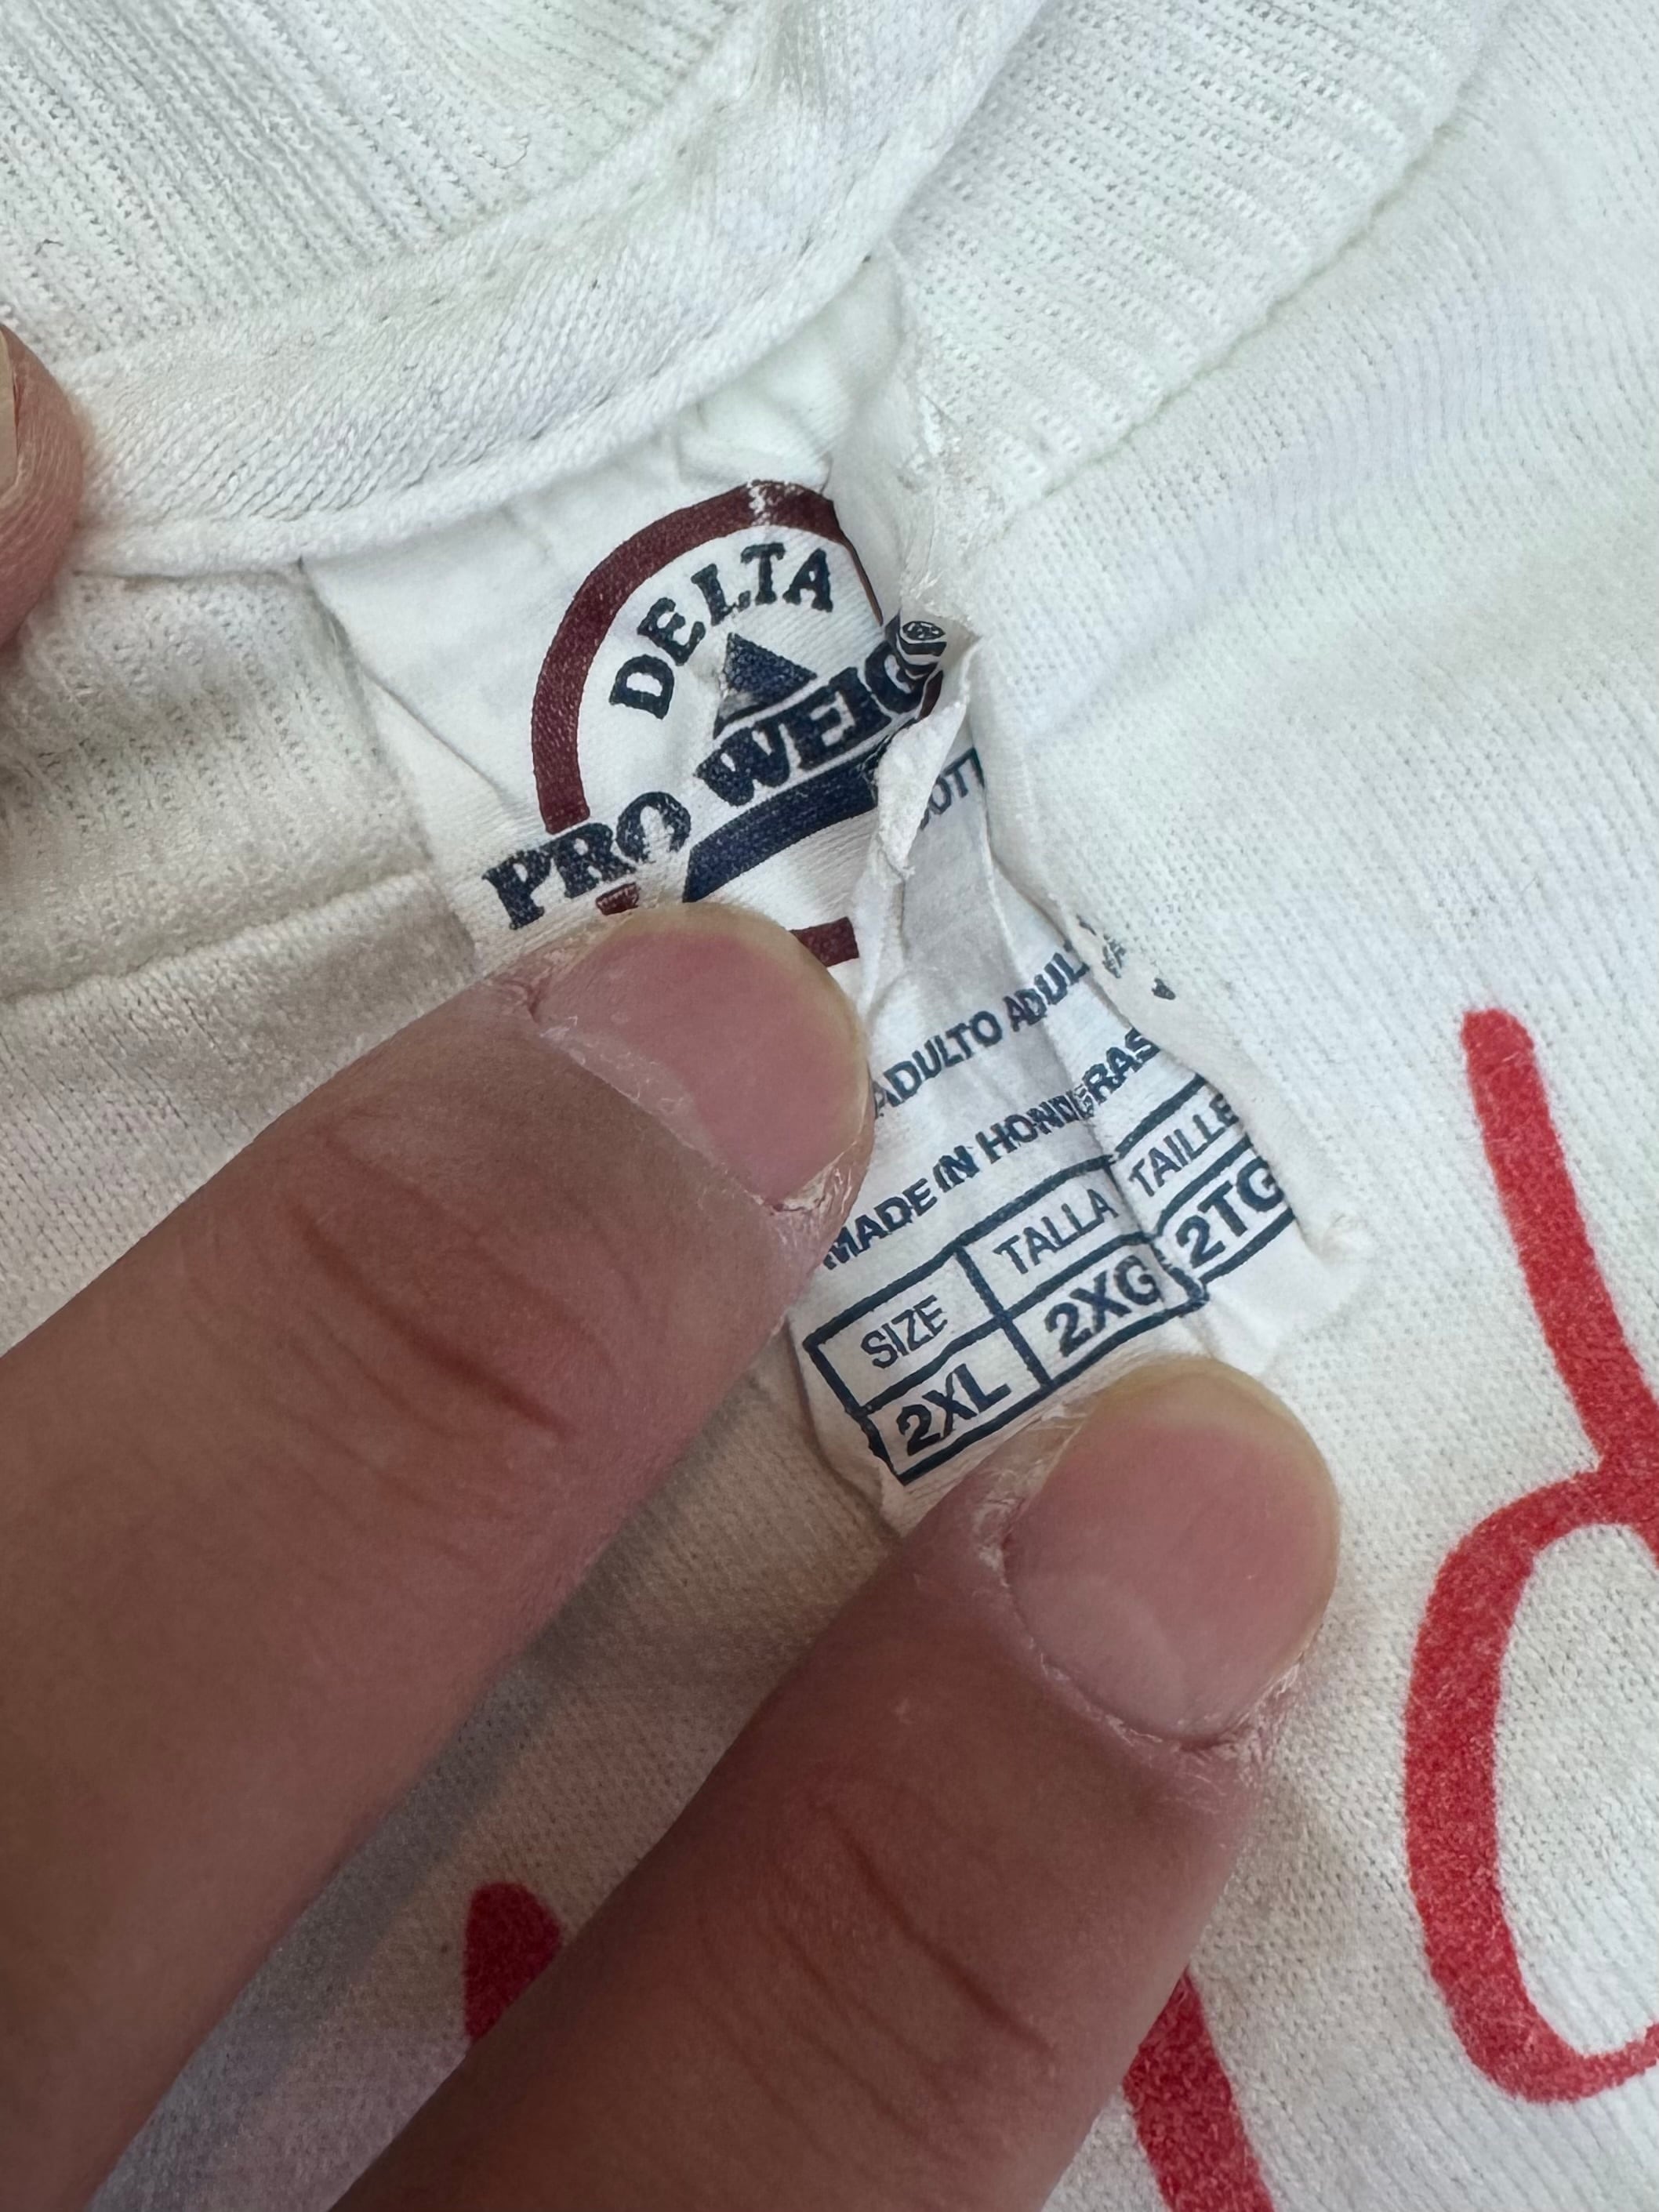 DELTA
PRO WEIG
ADULTO ADUL
MADE IN HONDURAS
SIZE TALLA TAILLE
2XL 2XG 2TG